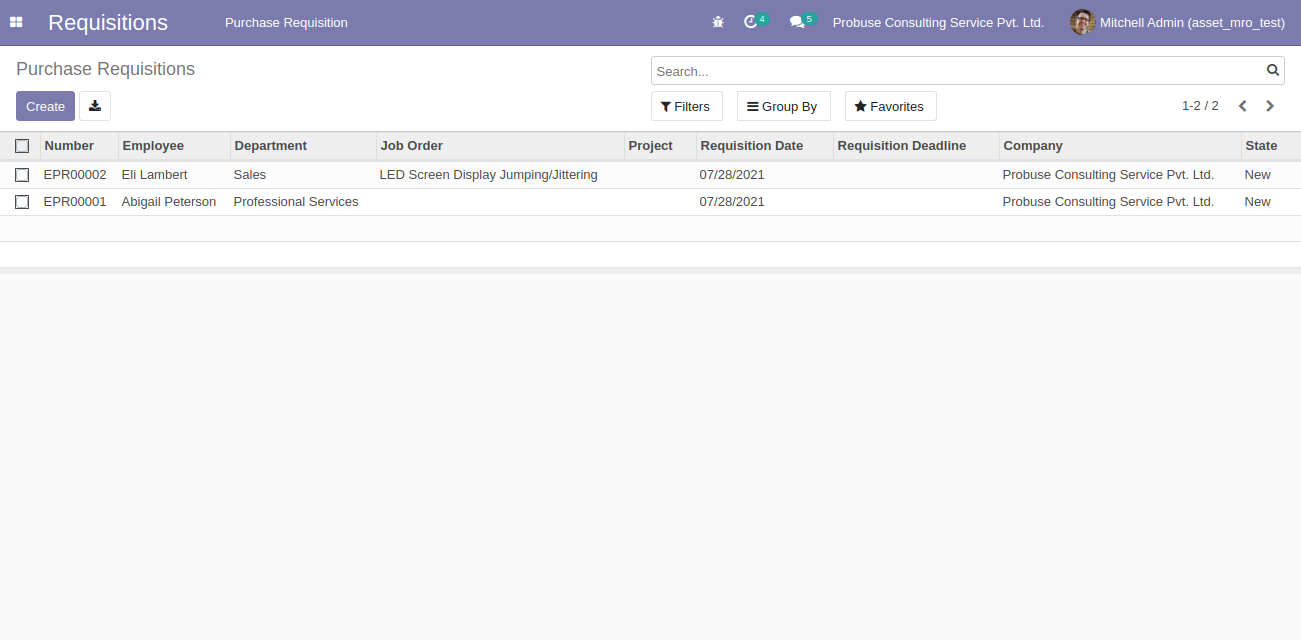 Requisitions Purchase Requisition 4 5 Probuse Consulting Service Pvt. Ltd. Mitchell Admin (asset_mro_test)
Purchase Requisitions
Search...
Create Filters Group By Favorites 1-2 / 2
Number Employee Department Job Order Project Requisition Date Requisition Deadline Company State
EPR00002 Eli Lambert Sales LED Screen Display Jumping/Jittering 07/28/2021 Probuse Consulting Service Pvt. Ltd. New
EPR00001 Abigail Peterson Professional Services 07/28/2021 Probuse Consulting Service Pvt. Ltd. New